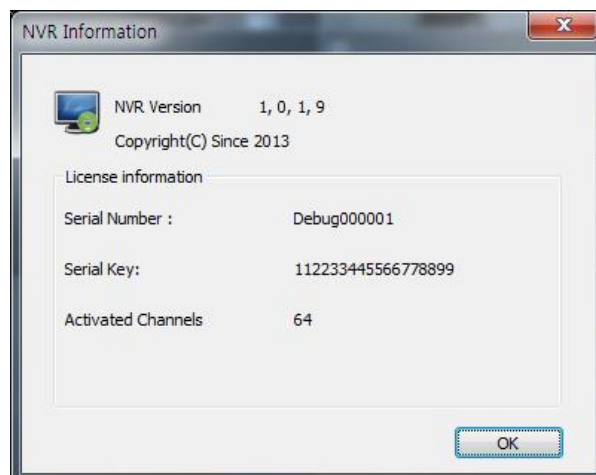 NVR Information
NVR Version 1, 0, 1, 9
Copyright(C) Since 2013
License information
Serial Number : Debug000001
Serial Key: 112233445566778899
Activated Channels 64
OK